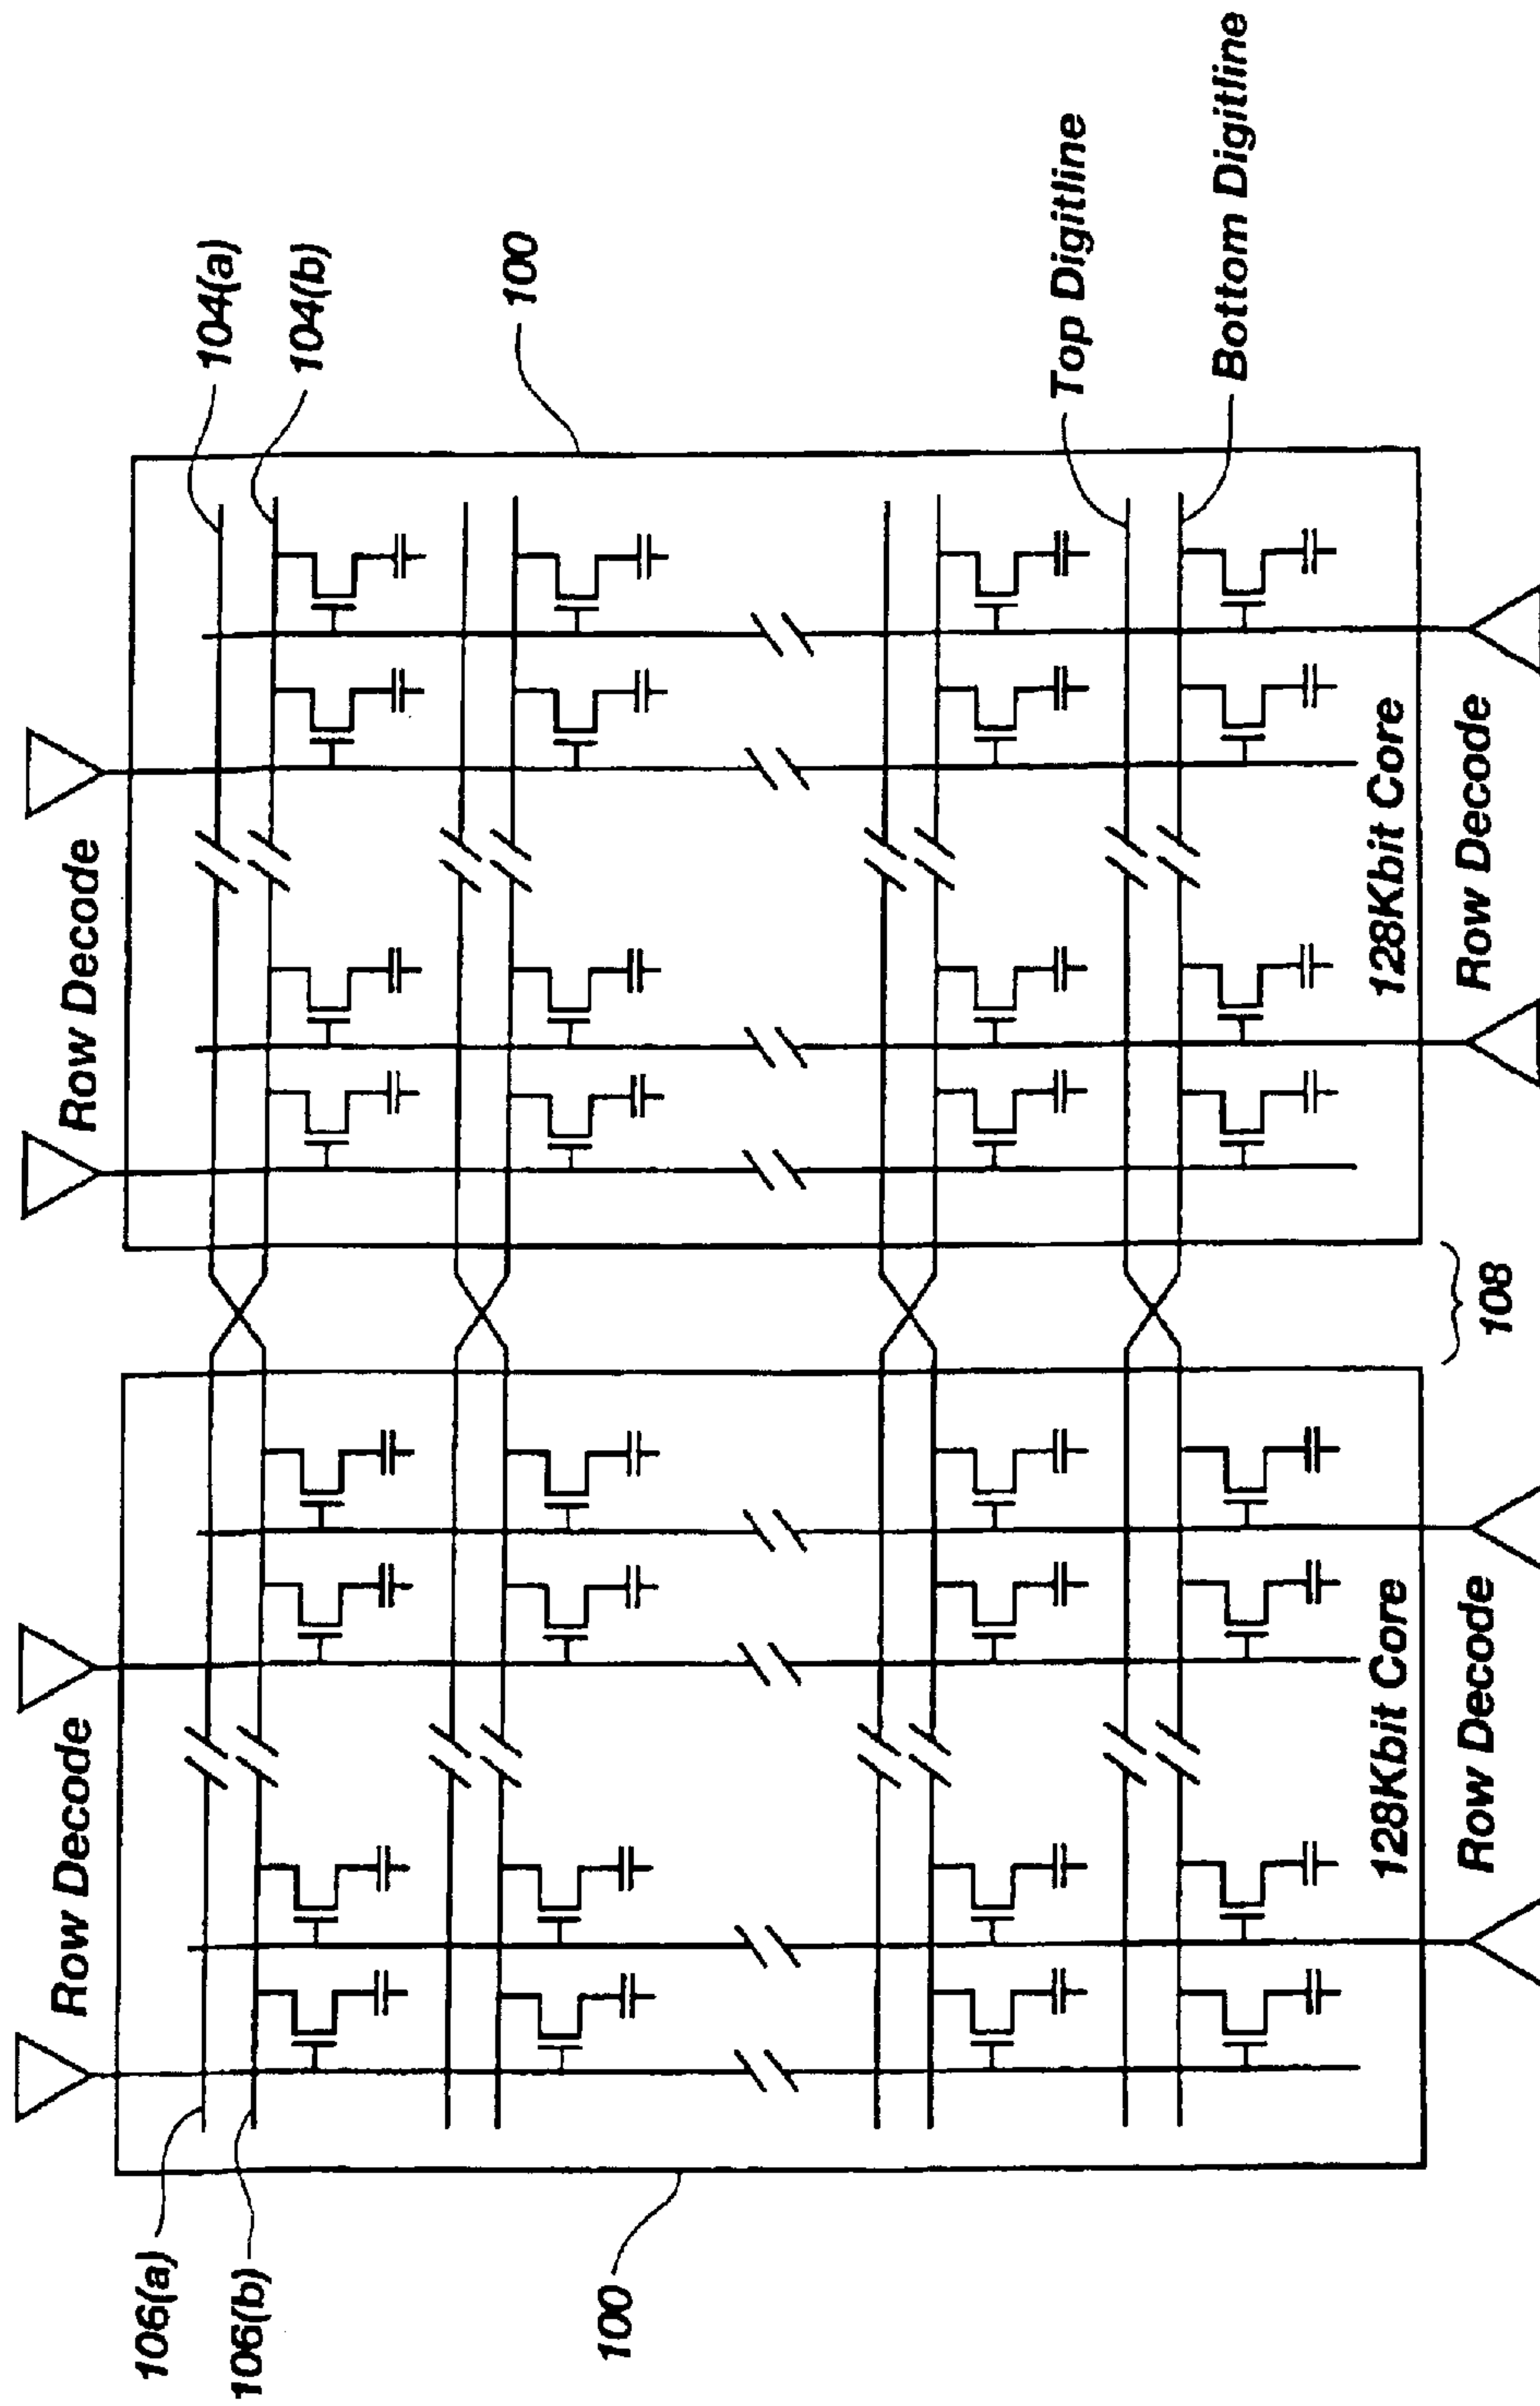 104(a)
104(b)
100
Top Digitline
Bottom Digitline
Row Decode
128Kbit Core
Row Decode
108
Row Decode
128Kbit Core
Row Decode
106(a)
106(b)
100